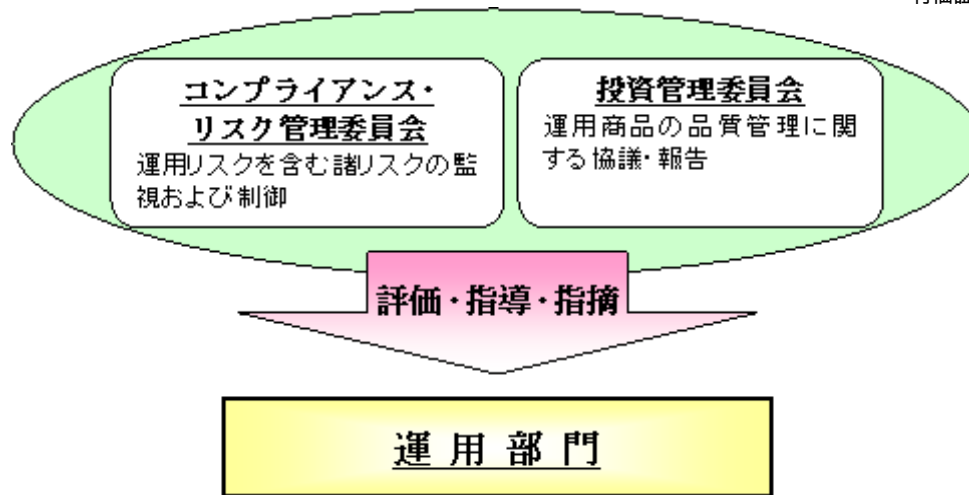 コンプライアンス・
リスク管理委員会
運用リスクを含む諸リスクの監
視および制御
投資管理委員会
運用商品の品質管理に関
する協議・報告
評価・指導・指摘
運用部門